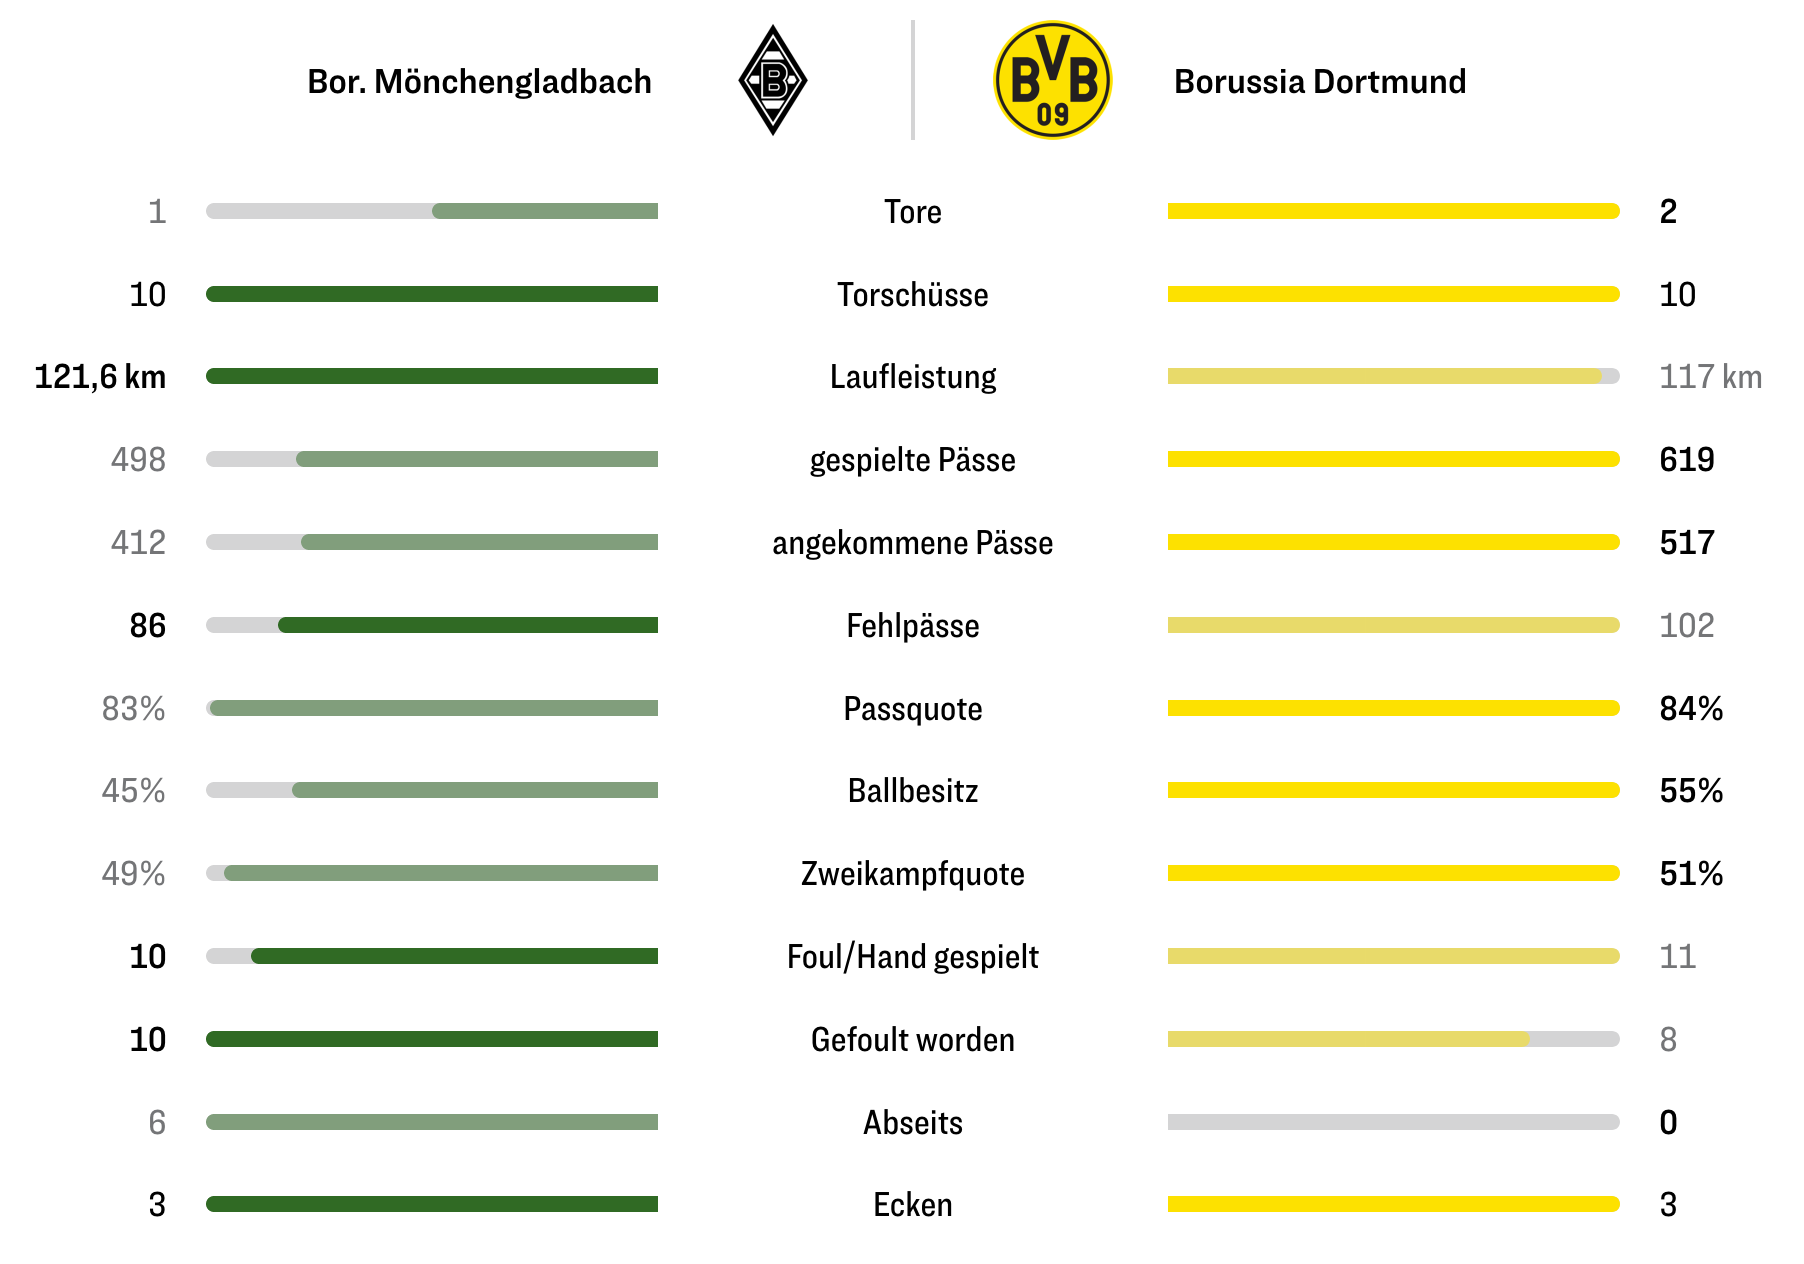 Bor. Mönchengladbach B BVB 09 Borussia Dortmund
1 Tore 2
10 Torschüsse 10
121,6 km Laufleistung 117 km
498 gespielte Pässe 619
412 angekommene Pässe 517
86 Fehlpässe 102
83% Passquote 84%
45% Ballbesitz 55%
49% Zweikampfquote 51%
10 Foul/Hand gespielt 11
10 Gefoult worden 8
6 Abseits 0
3 Ecken 3